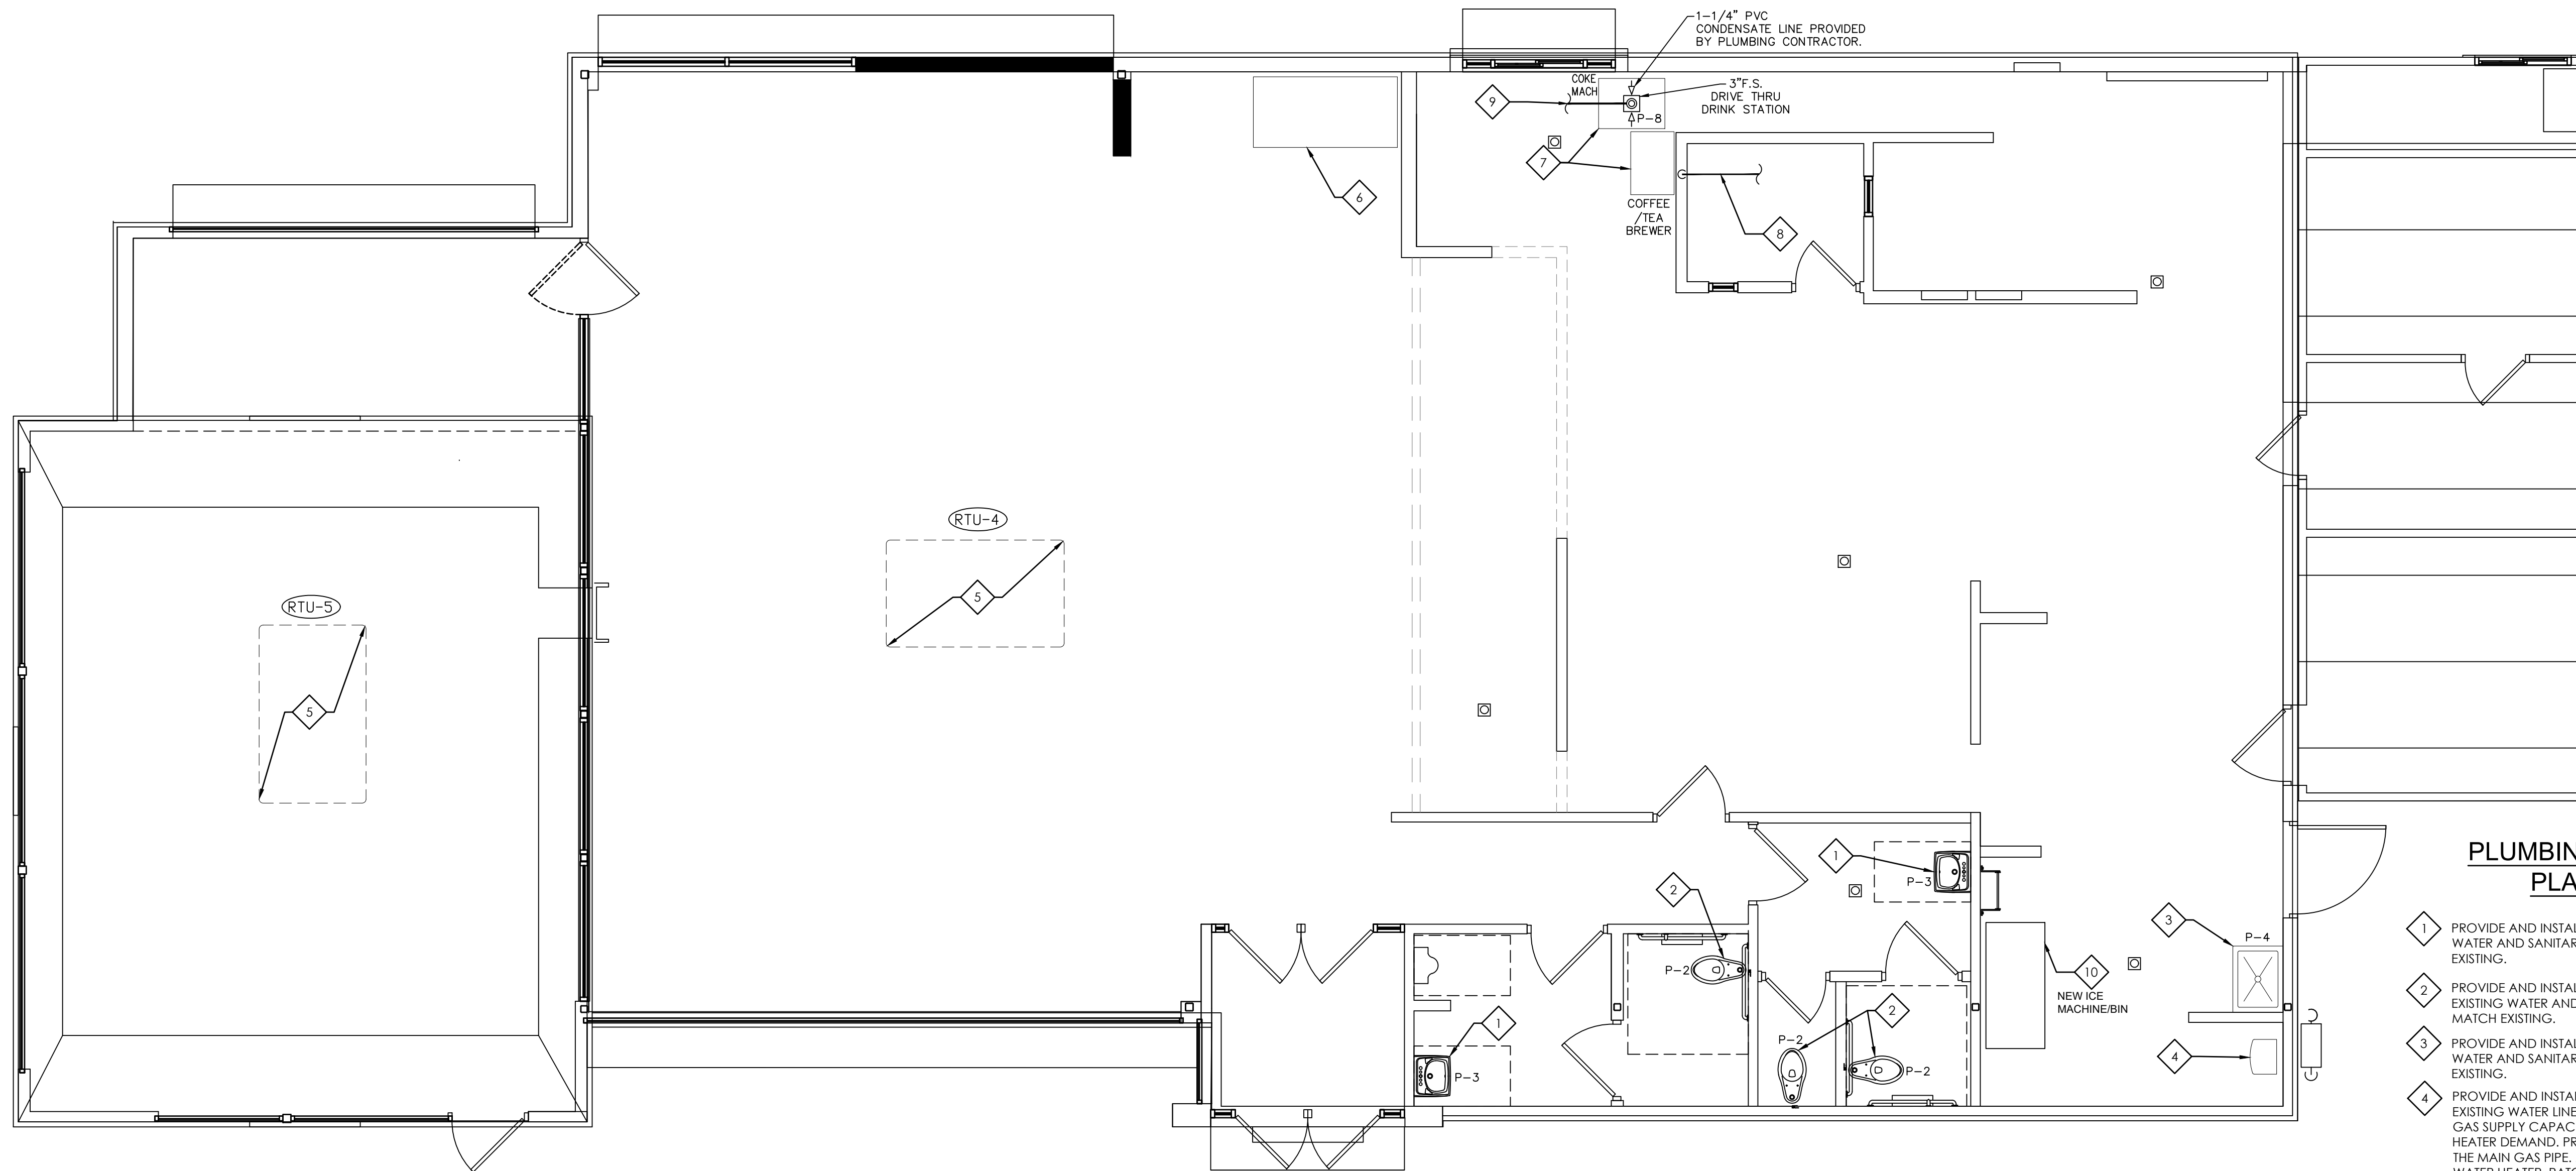 1-1/4" PVC
CONDENSATE LINE PROVIDED
BY PLUMBING CONTRACTOR.
COKE
MACH
3"F.S.
DRIVE THRU
DRINK STATION
P-8
9
7
6
COFFEE
/TEA
BREWER
8
RTU-4
5
RTU-5
5
1
P-3
2
P-2
1
P-3
2
P-2
P-2
10
NEW ICE
MACHINE/BIN
3
P-4
4
PLUMBIN
PLA
1 PROVIDE AND INSTAL
WATER AND SANITAR
EXISTING.
2 PROVIDE AND INSTAL
EXISTING WATER AND
MATCH EXISTING.
3 PROVIDE AND INSTAL
WATER AND SANITAR
EXISTING.
4 PROVIDE AND INSTAL
EXISTING WATER LINE
GAS SUPPLY CAPAC
HEATER DEMAND. PR
THE MAIN GAS PIPE.